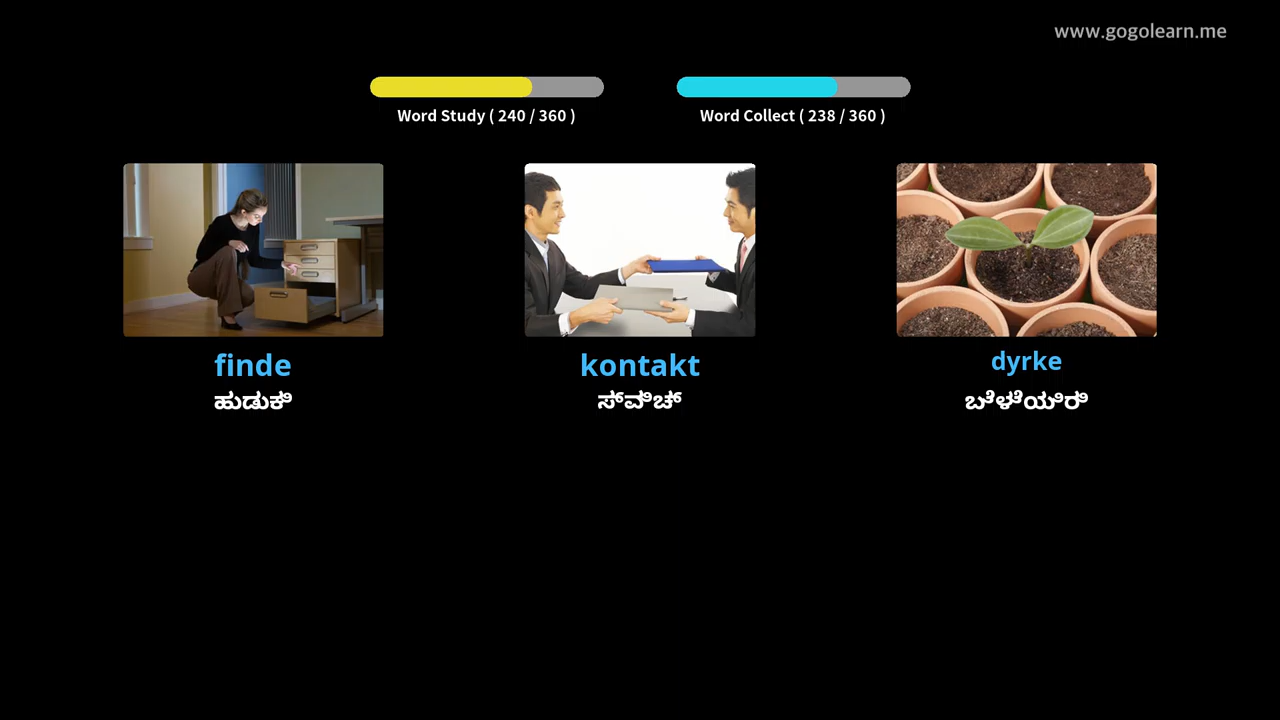 www.gogolearn.me
Word Study ( 240 / 360 )
Word Collect ( 238 / 360 )
finde
kontakt
dyrke
ಹುಡುಕಿ
ಸ್ವಿಚ್
ಬೆಳೆಯಿರಿ